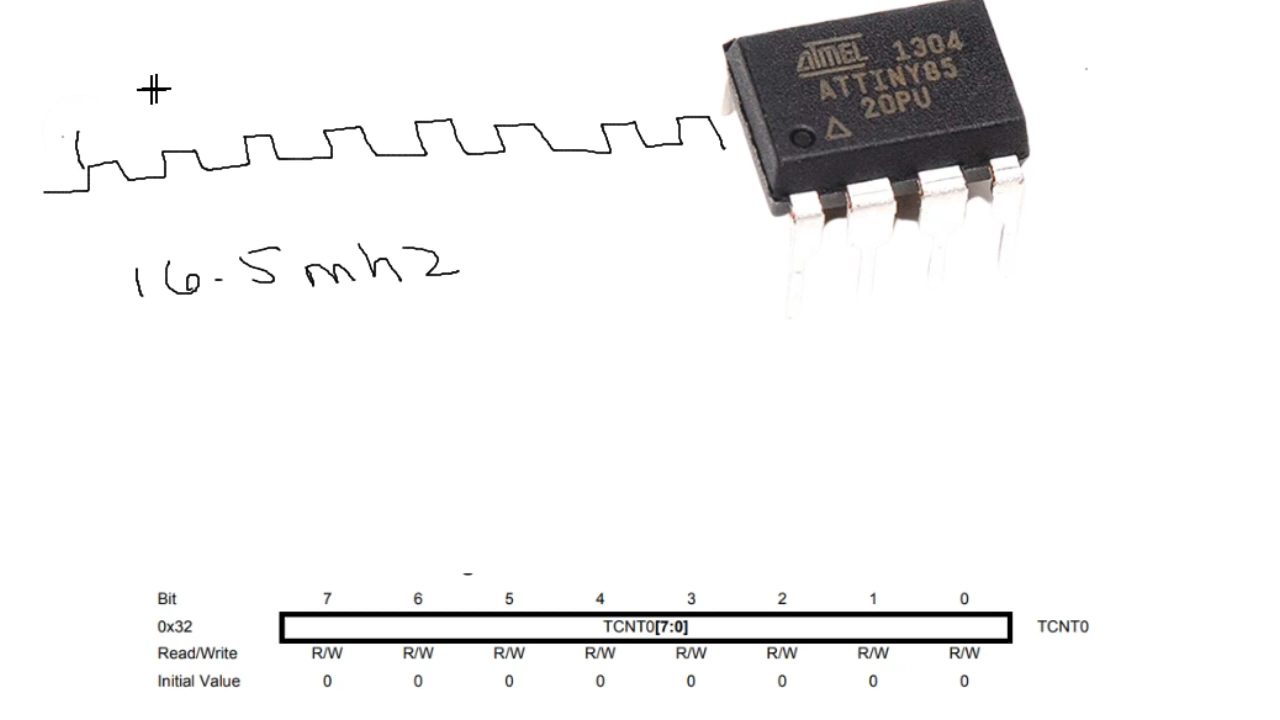 ATMEL 1304
ATTINY85
20PU
16.5mhz
Bit 7 6 5 4 3 2 1 0
0x32 TCNT0[7:0] TCNT0
Read/Write R/W R/W R/W R/W R/W R/W R/W R/W
Initial Value 0 0 0 0 0 0 0 0